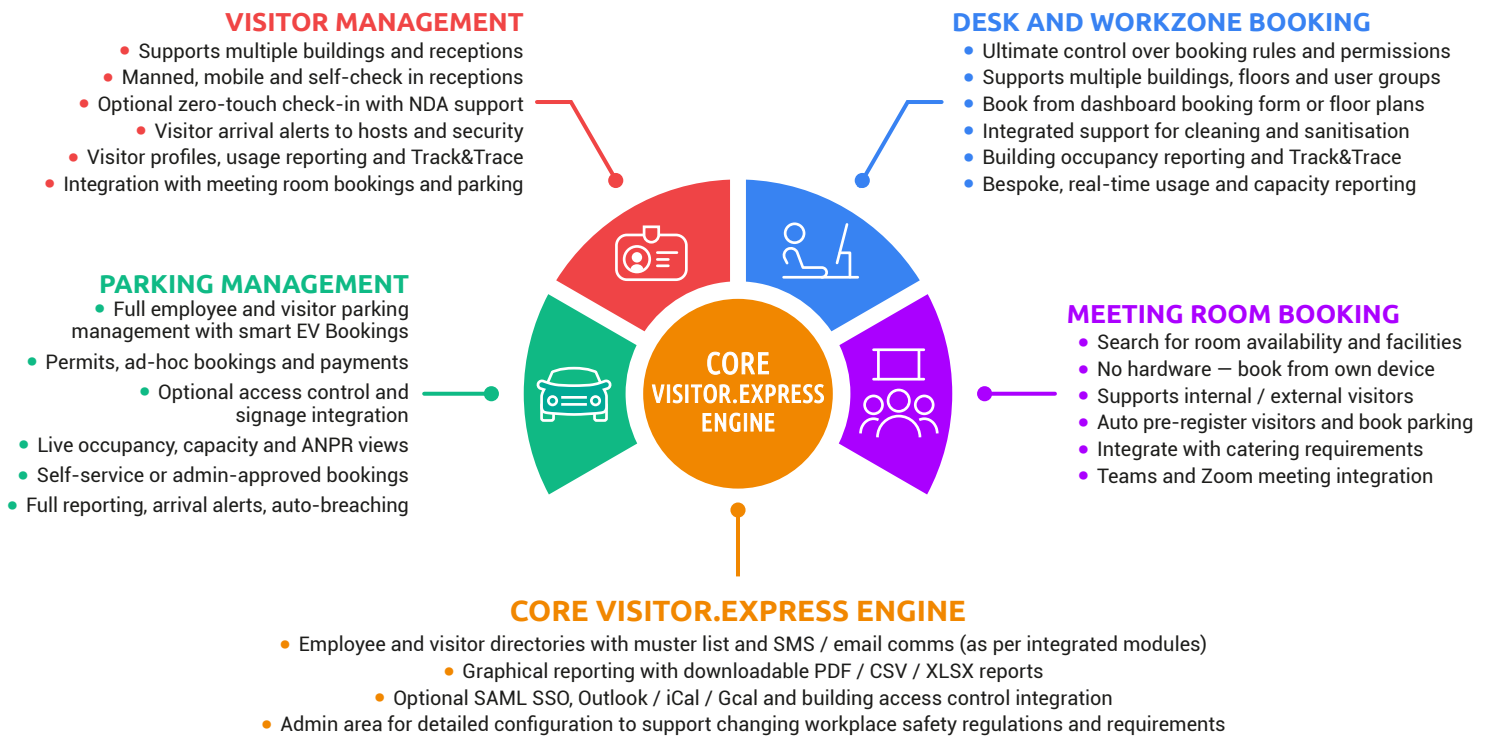 VISITOR MANAGEMENT
Supports multiple buildings and receptions
Manned, mobile and self-check in receptions
Optional zero-touch check-in with NDA support
Visitor arrival alerts to hosts and security
Visitor profiles, usage reporting and Track&Trace
Integration with meeting room bookings and parking
DESK AND WORKZONE BOOKING
Ultimate control over booking rules and permissions
Supports multiple buildings, floors and user groups
Book from dashboard booking form or floor plans
Integrated support for cleaning and sanitisation
Building occupancy reporting and Track&Trace
Bespoke, real-time usage and capacity reporting
PARKING MANAGEMENT
Full employee and visitor parking
management with smart EV Bookings
Permits, ad-hoc bookings and payments
Optional access control and
signage integration
Live occupancy, capacity and ANPR views
Self-service or admin-approved bookings
Full reporting, arrival alerts, auto-breaching
CORE
VISITOR.EXPRESS
ENGINE
MEETING ROOM BOOKING
Search for room availability and facilities
No hardware — book from own device
Supports internal / external visitors
Auto pre-register visitors and book parking
Integrate with catering requirements
Teams and Zoom meeting integration
CORE VISITOR.EXPRESS ENGINE
Employee and visitor directories with muster list and SMS / email comms (as per integrated modules)
Graphical reporting with downloadable PDF / CSV / XLSX reports
Optional SAML SSO, Outlook / iCal / Gcal and building access control integration
Admin area for detailed configuration to support changing workplace safety regulations and requirements